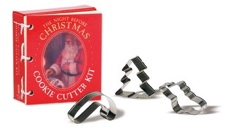 THE NIGHT BEFORE
CHRISTMAS
COOKIE CUTTER KIT